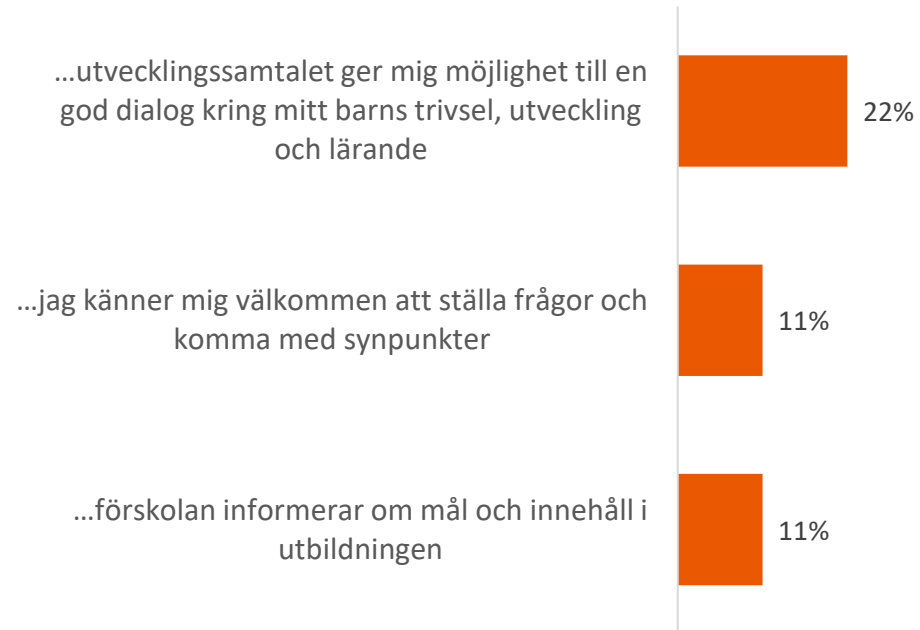 ...utvecklingssamtalet ger mig möjlighet till en
god dialog kring mitt barns trivsel, utveckling
och lärande
22%
...jag känner mig välkommen att ställa frågor och
komma med synpunkter
11%
...förskolan informerar om mål och innehåll i
utbildningen
11%